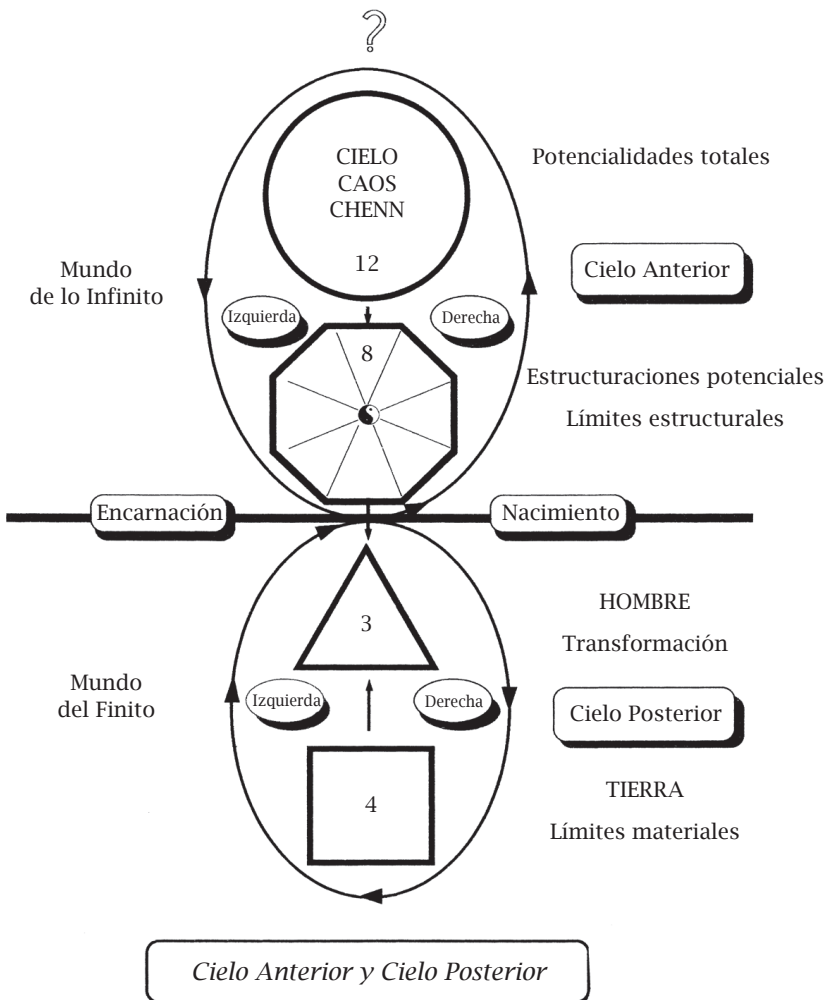 ?
CIELO
CAOS
CHENN
12
Potencialidades totales
Mundo
de lo Infinito
Cielo Anterior
Izquierda
Derecha
8
Estructuraciones potenciales
Límites estructurales
Encarnación
Nacimiento
3
HOMBRE
Transformación
Mundo
del Finito
Izquierda
Derecha
Cielo Posterior
4
TIERRA
Límites materiales
Cielo Anterior y Cielo Posterior